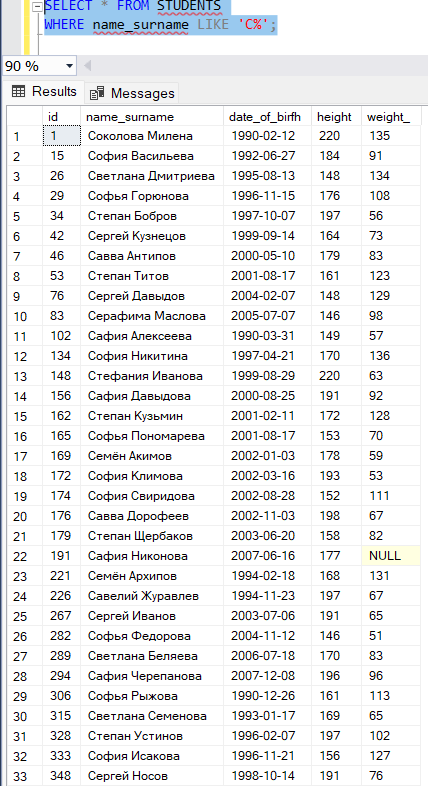 SELECT * FROM STUDENTS
WHERE name_surname LIKE 'С%';
90 %
Results Messages
id name_surname date_of_birfh height weight_
1 1 Соколова Милена 1990-02-12 220 135
2 15 София Васильева 1992-06-27 184 91
3 26 Светлана Дмитриева 1995-08-13 148 134
4 29 Софья Горюнова 1996-11-15 176 108
5 34 Степан Бобров 1997-10-07 197 56
6 42 Сергей Кузнецов 1999-09-14 164 73
7 46 Савва Антипов 2000-05-10 179 83
8 53 Степан Титов 2001-08-17 161 123
9 76 Сергей Давыдов 2004-02-07 148 129
10 83 Серафима Маслова 2005-07-07 146 98
11 102 Сафия Алексеева 1990-03-31 149 57
12 134 София Никитина 1997-04-21 170 136
13 148 Стефания Иванова 1999-08-29 220 63
14 156 Сафия Давыдова 2000-08-25 191 92
15 162 Степан Кузьмин 2001-02-11 172 128
16 165 Софья Пономарева 2001-08-17 153 70
17 169 Семён Акимов 2002-01-03 178 59
18 172 София Климова 2002-03-16 193 53
19 174 София Свиридова 2002-08-28 152 111
20 176 Савва Дорофеев 2002-11-03 198 67
21 179 Степан Щербаков 2003-06-20 158 82
22 191 Сафия Никонова 2007-06-16 177 NULL
23 221 Семён Архипов 1994-02-18 168 131
24 226 Савелий Журавлев 1994-11-23 197 67
25 267 Сергей Иванов 2003-07-06 191 65
26 282 Софья Федорова 2004-11-12 146 51
27 289 Светлана Беляева 2006-07-18 170 83
28 294 Сафия Черепанова 2007-12-08 196 96
29 306 Софья Рыжова 1990-12-26 161 113
30 315 Светлана Семенова 1993-01-17 169 65
31 328 Степан Устинов 1996-02-07 197 102
32 333 София Исакова 1996-11-21 156 127
33 348 Сергей Носов 1998-10-14 191 76